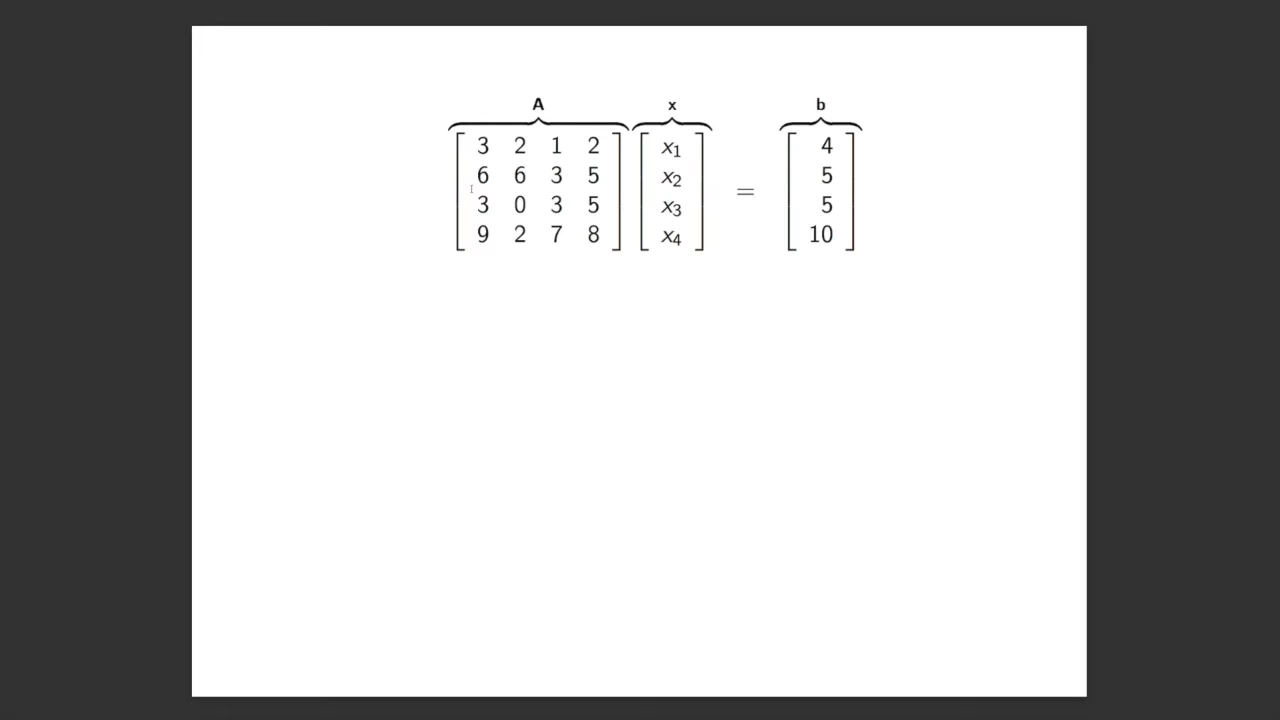 A x b
3 2 1 2 x₁ 4
6 6 3 5 x₂ 5
=
3 0 3 5 x₃ 5
9 2 7 8 x₄ 10